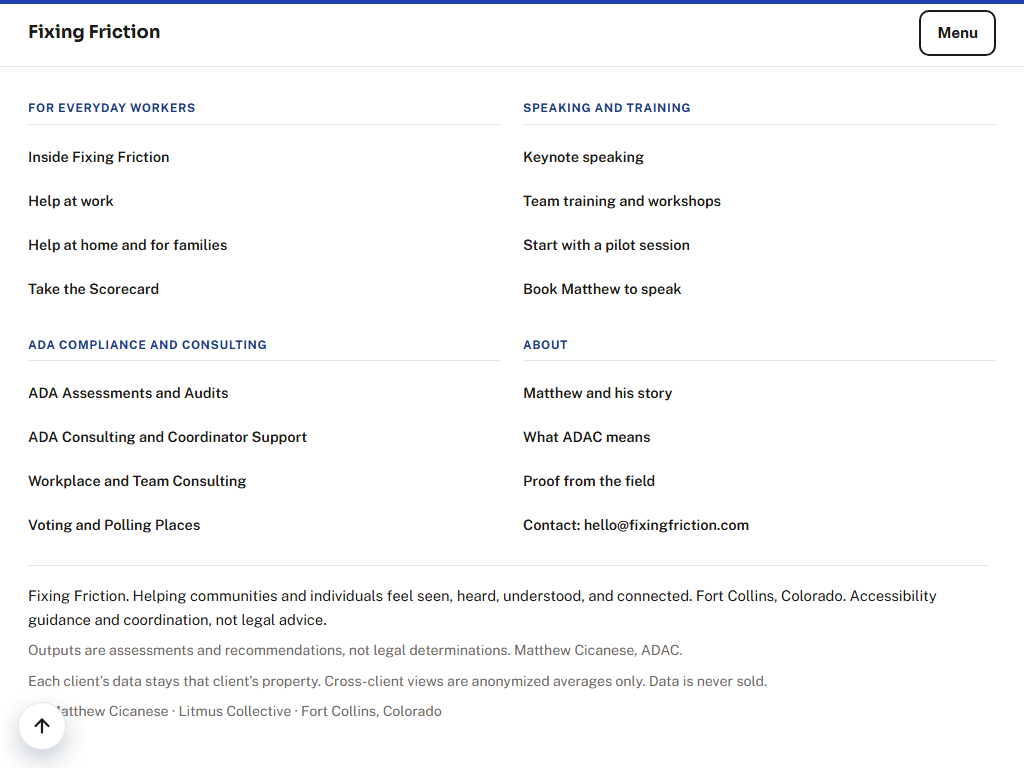 Fixing Friction
Menu
FOR EVERYDAY WORKERS
Inside Fixing Friction
Help at work
Help at home and for families
Take the Scorecard
SPEAKING AND TRAINING
Keynote speaking
Team training and workshops
Start with a pilot session
Book Matthew to speak
ADA COMPLIANCE AND CONSULTING
ADA Assessments and Audits
ADA Consulting and Coordinator Support
Workplace and Team Consulting
Voting and Polling Places
ABOUT
Matthew and his story
What ADAC means
Proof from the field
Contact: hello@fixingfriction.com
Fixing Friction. Helping communities and individuals feel seen, heard, understood, and connected. Fort Collins, Colorado. Accessibility
guidance and coordination, not legal advice.
Outputs are assessments and recommendations, not legal determinations. Matthew Cicanese, ADAC.
Each client’s data stays that client’s property. Cross-client views are anonymized averages only. Data is never sold.
Cicanese · Litmus Collective · Fort Collins, Colorado